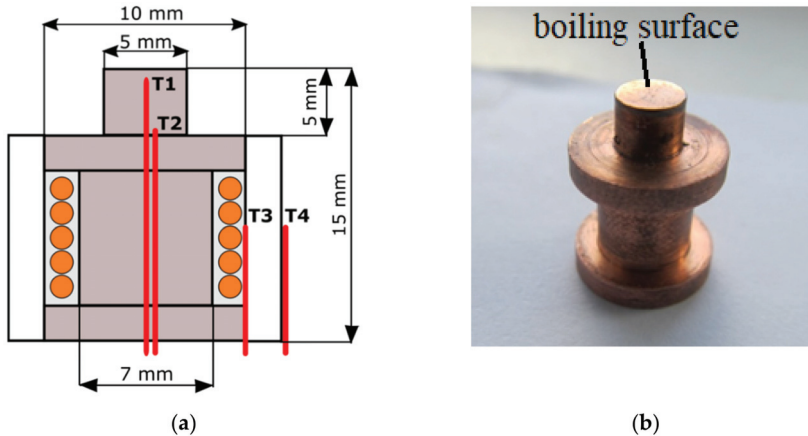 10 mm
5 mm
T1
T2
5 mm
15 mm
T3
T4
7 mm
(a)
boiling surface
(b)